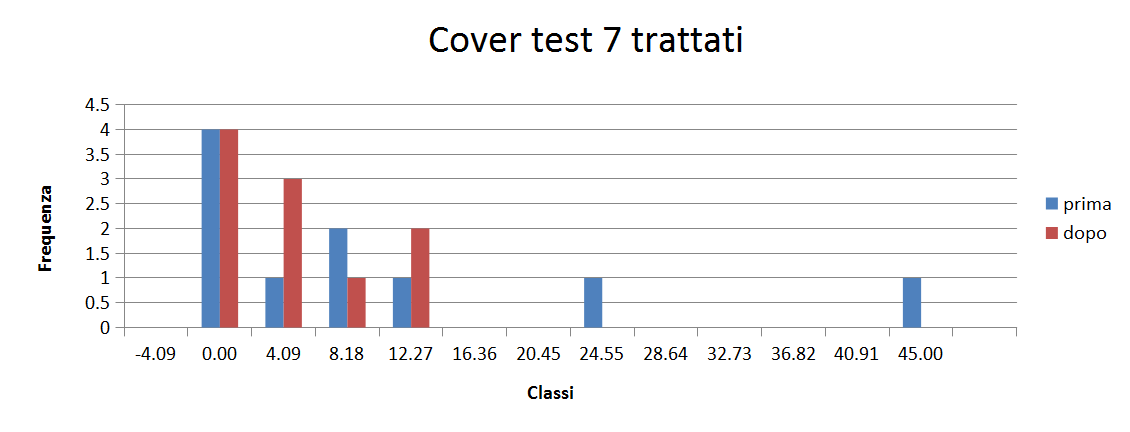 Cover test 7 trattati
4.5
4
3.5
3
2.5
2
1.5
1
0.5
0
Frequenza
-4.09 0.00 4.09 8.18 12.27 16.36 20.45 24.55 28.64 32.73 36.82 40.91 45.00
Classi
prima
dopo